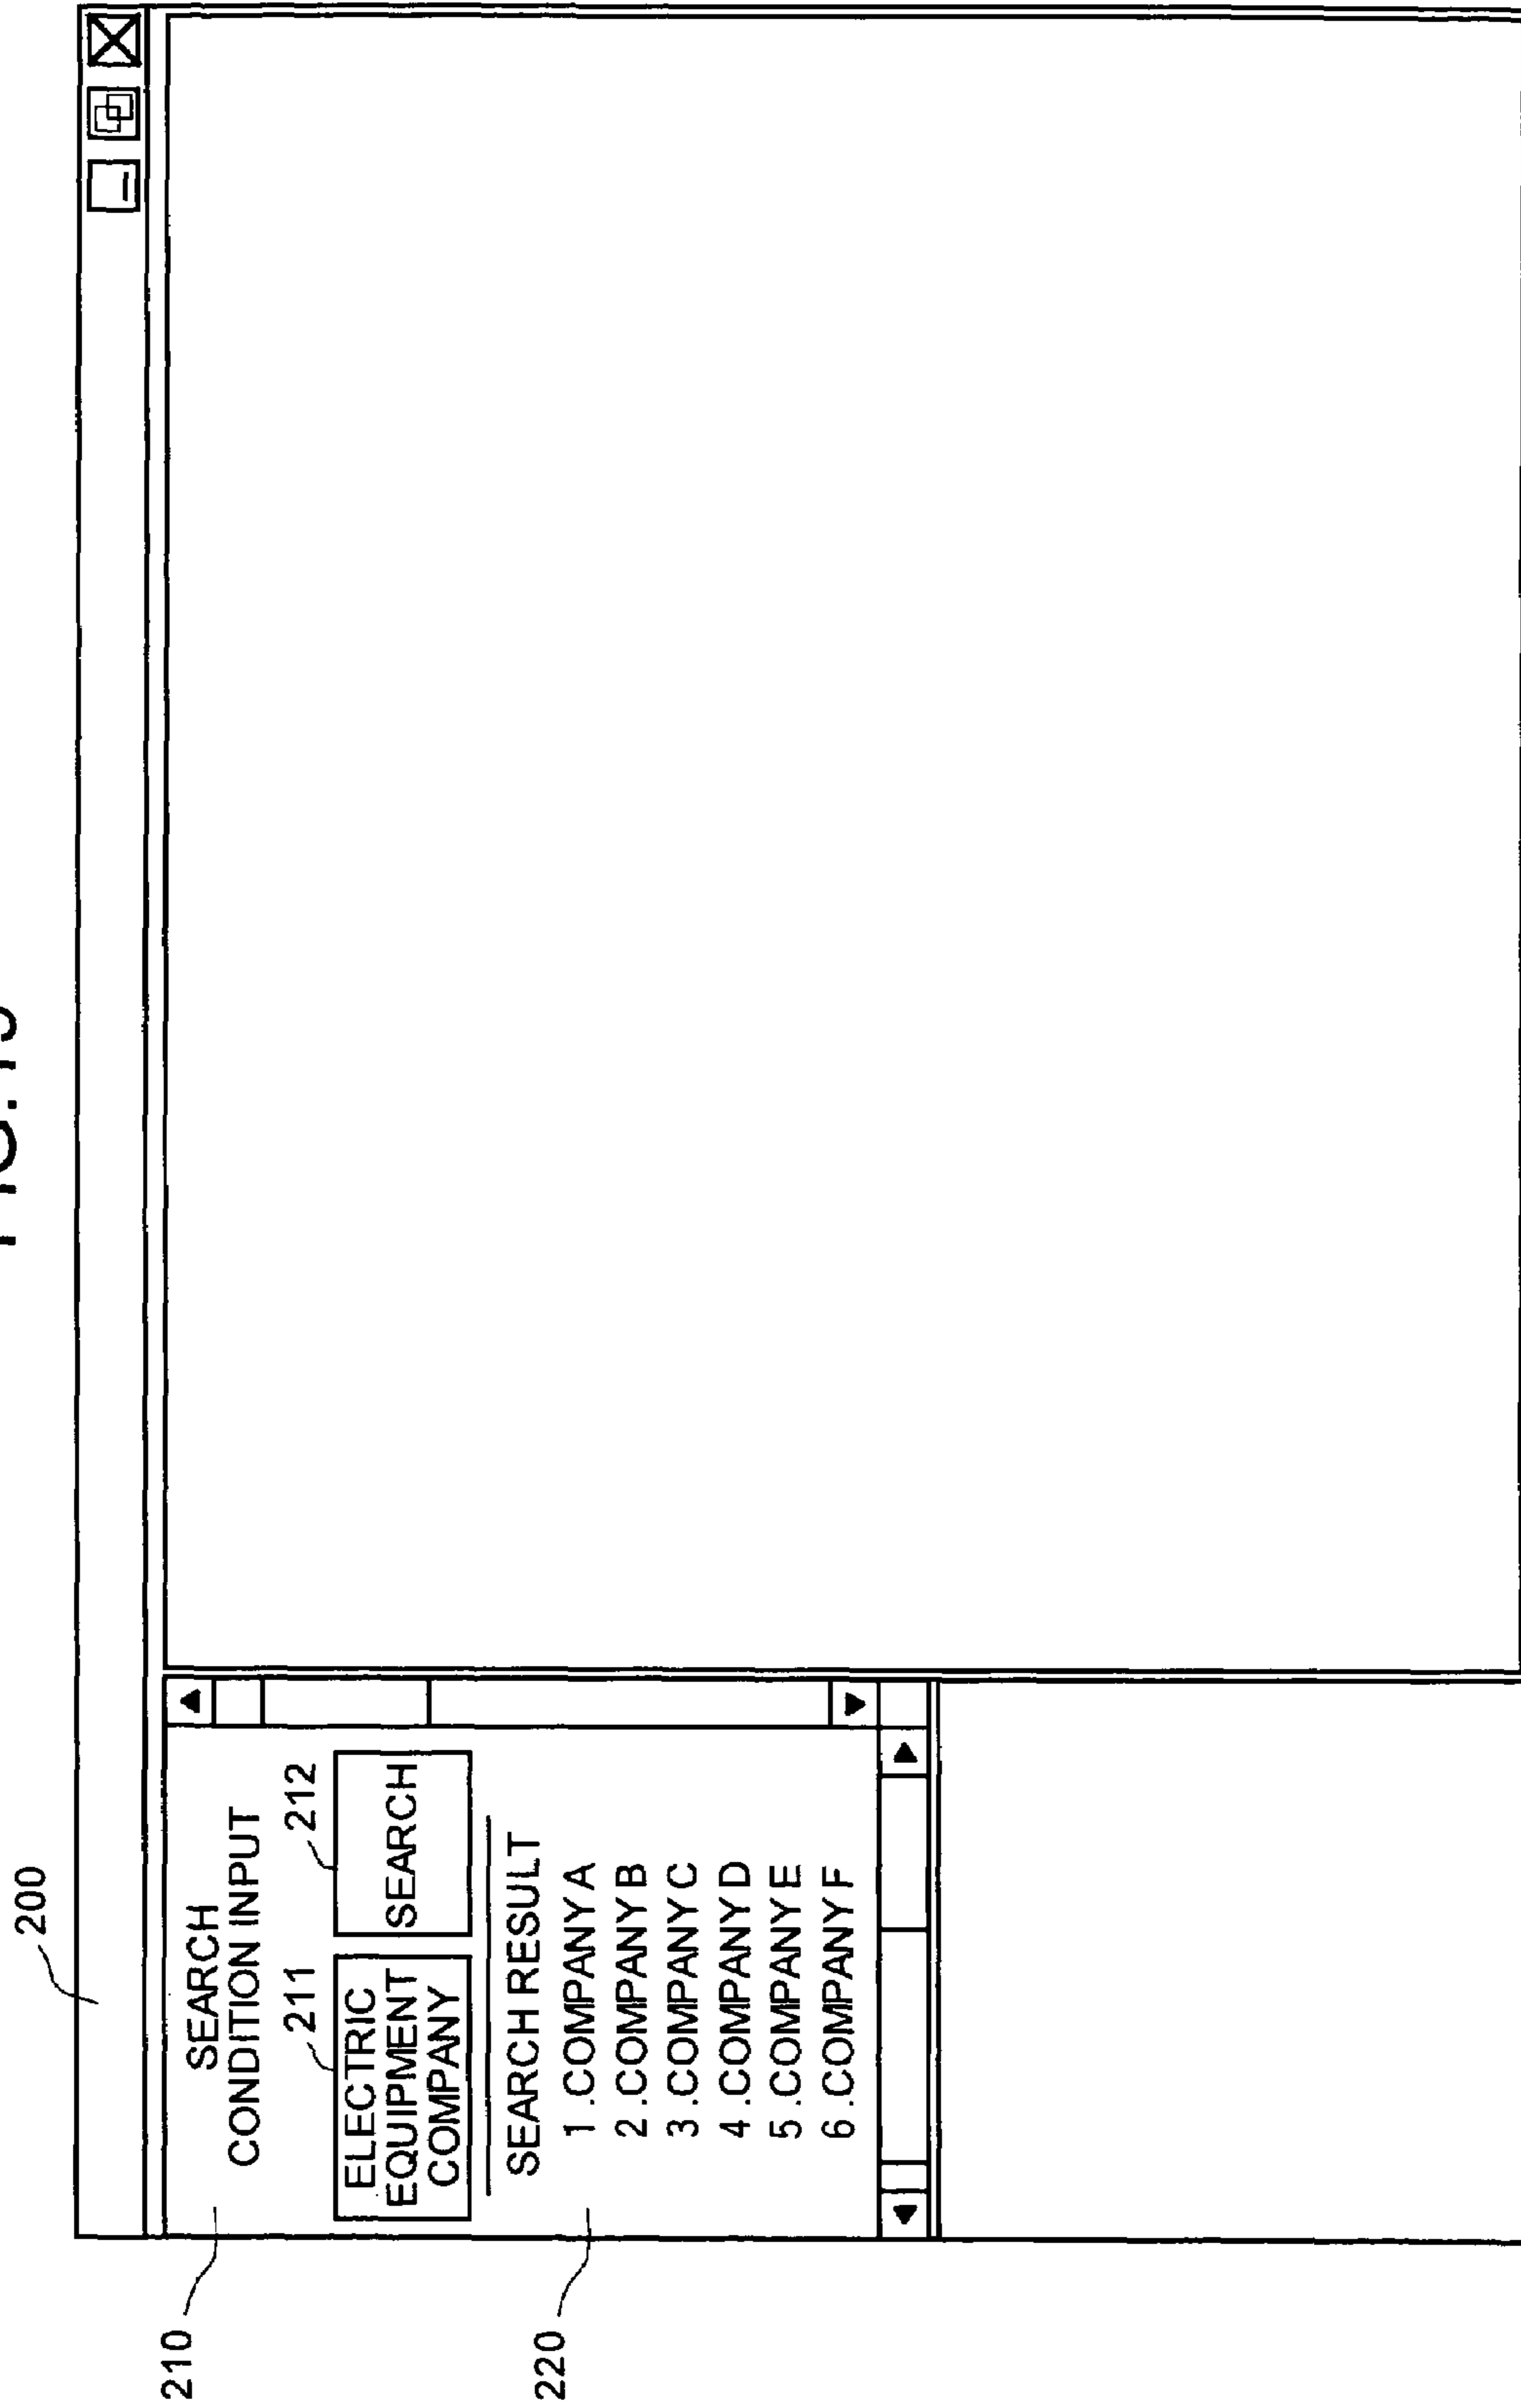 200
210
SEARCH
CONDITION INPUT
211
212
ELECTRIC
EQUIPMENT
COMPANY
SEARCH
220
SEARCH RESULT
1.COMPANY A
2.COMPANY B
3.COMPANY C
4.COMPANY D
5.COMPANY E
6.COMPANY F